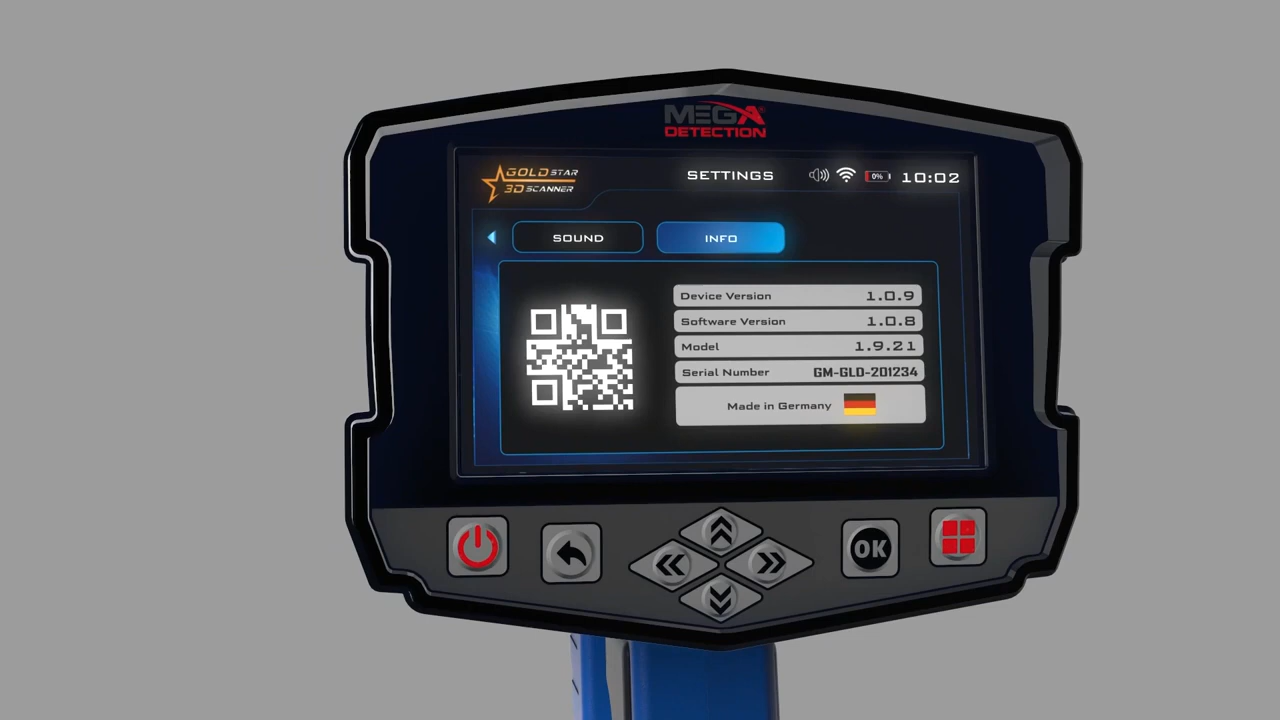 MEGA
DETECTION
GOLD STAR
3D SCANNER
SETTINGS
0%
10:02
SOUND
INFO
Device Version 1.0.9
Software Version 1.0.8
Model 1.9.21
Serial Number GM-GLD-201234
Made in Germany
OK